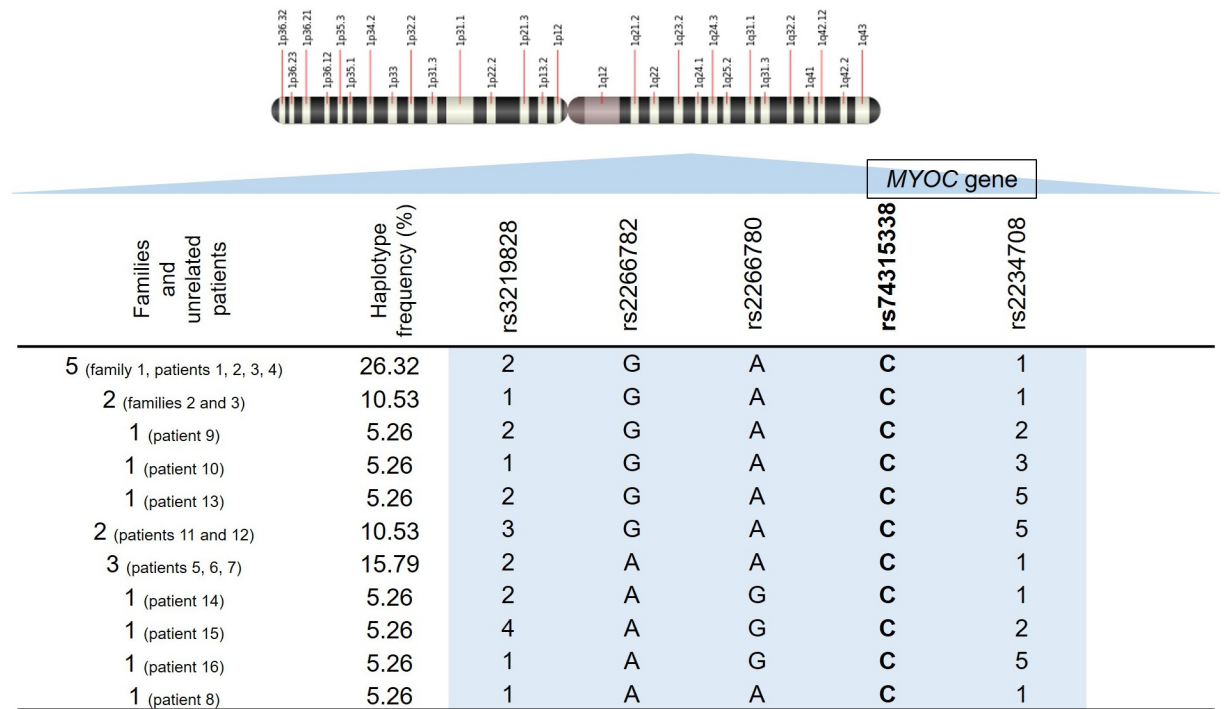 1p36.32
1p36.23
1p36.21
1p36.12
1p35.3
1p35.1
1p34.2
1p33
1p32.2
1p31.3
1p31.1
1p22.2
1p21.3
1p13.2
1p12
1q12
1q21.2
1q22
1q23.2
1q24.1
1q24.3
1q25.2
1q31.1
1q31.3
1q32.2
1q41
1q42.12
1q42.2
1q43
MYOC gene
Families
and
unrelated
patients
Haplotype
frequency (%)
rs3219828
rs2266782
rs2266780
rs74315338
rs2234708
5 (family 1, patients 1, 2, 3, 4) 26.32 2 G A C 1
2 (families 2 and 3) 10.53 1 G A C 1
1 (patient 9) 5.26 2 G A C 2
1 (patient 10) 5.26 1 G A C 3
1 (patient 13) 5.26 2 G A C 5
2 (patients 11 and 12) 10.53 3 G A C 5
3 (patients 5, 6, 7) 15.79 2 A A C 1
1 (patient 14) 5.26 2 A G C 1
1 (patient 15) 5.26 4 A G C 2
1 (patient 16) 5.26 1 A G C 5
1 (patient 8) 5.26 1 A A C 1